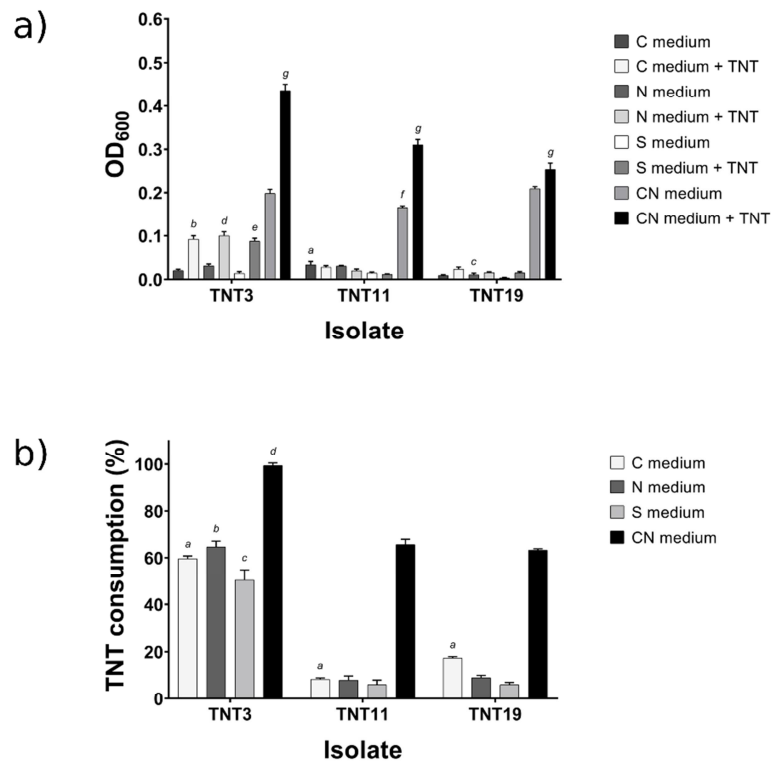 a)
OD600
0.6
0.5
0.4
0.3
0.2
0.1
0.0
b
d
e
g
a
f
g
c
g
TNT3 TNT11 TNT19
Isolate
C medium
C medium + TNT
N medium
N medium + TNT
S medium
S medium + TNT
CN medium
CN medium + TNT
b)
TNT consumption (%)
100
80
60
40
20
0
a
b
c
d
a
a
TNT3 TNT11 TNT19
Isolate
C medium
N medium
S medium
CN medium